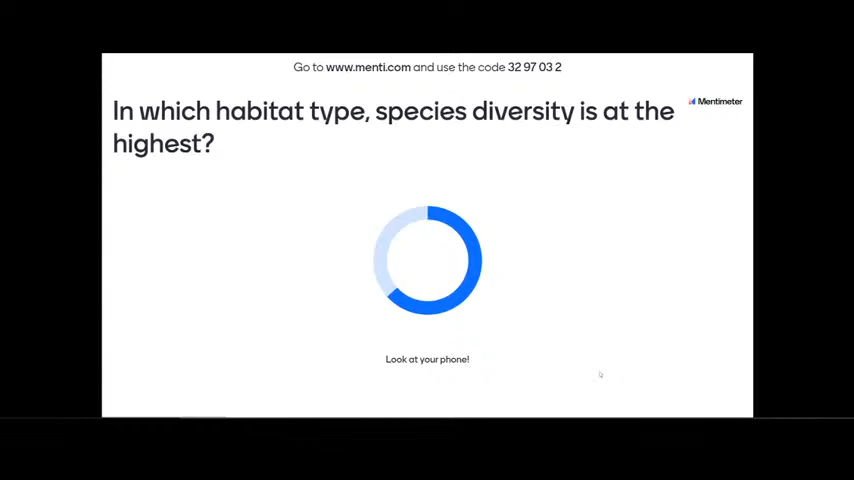 Go to www.menti.com and use the code 32 97 03 2
In which habitat type, species diversity is at the
highest?
Mentimeter
Look at your phone!